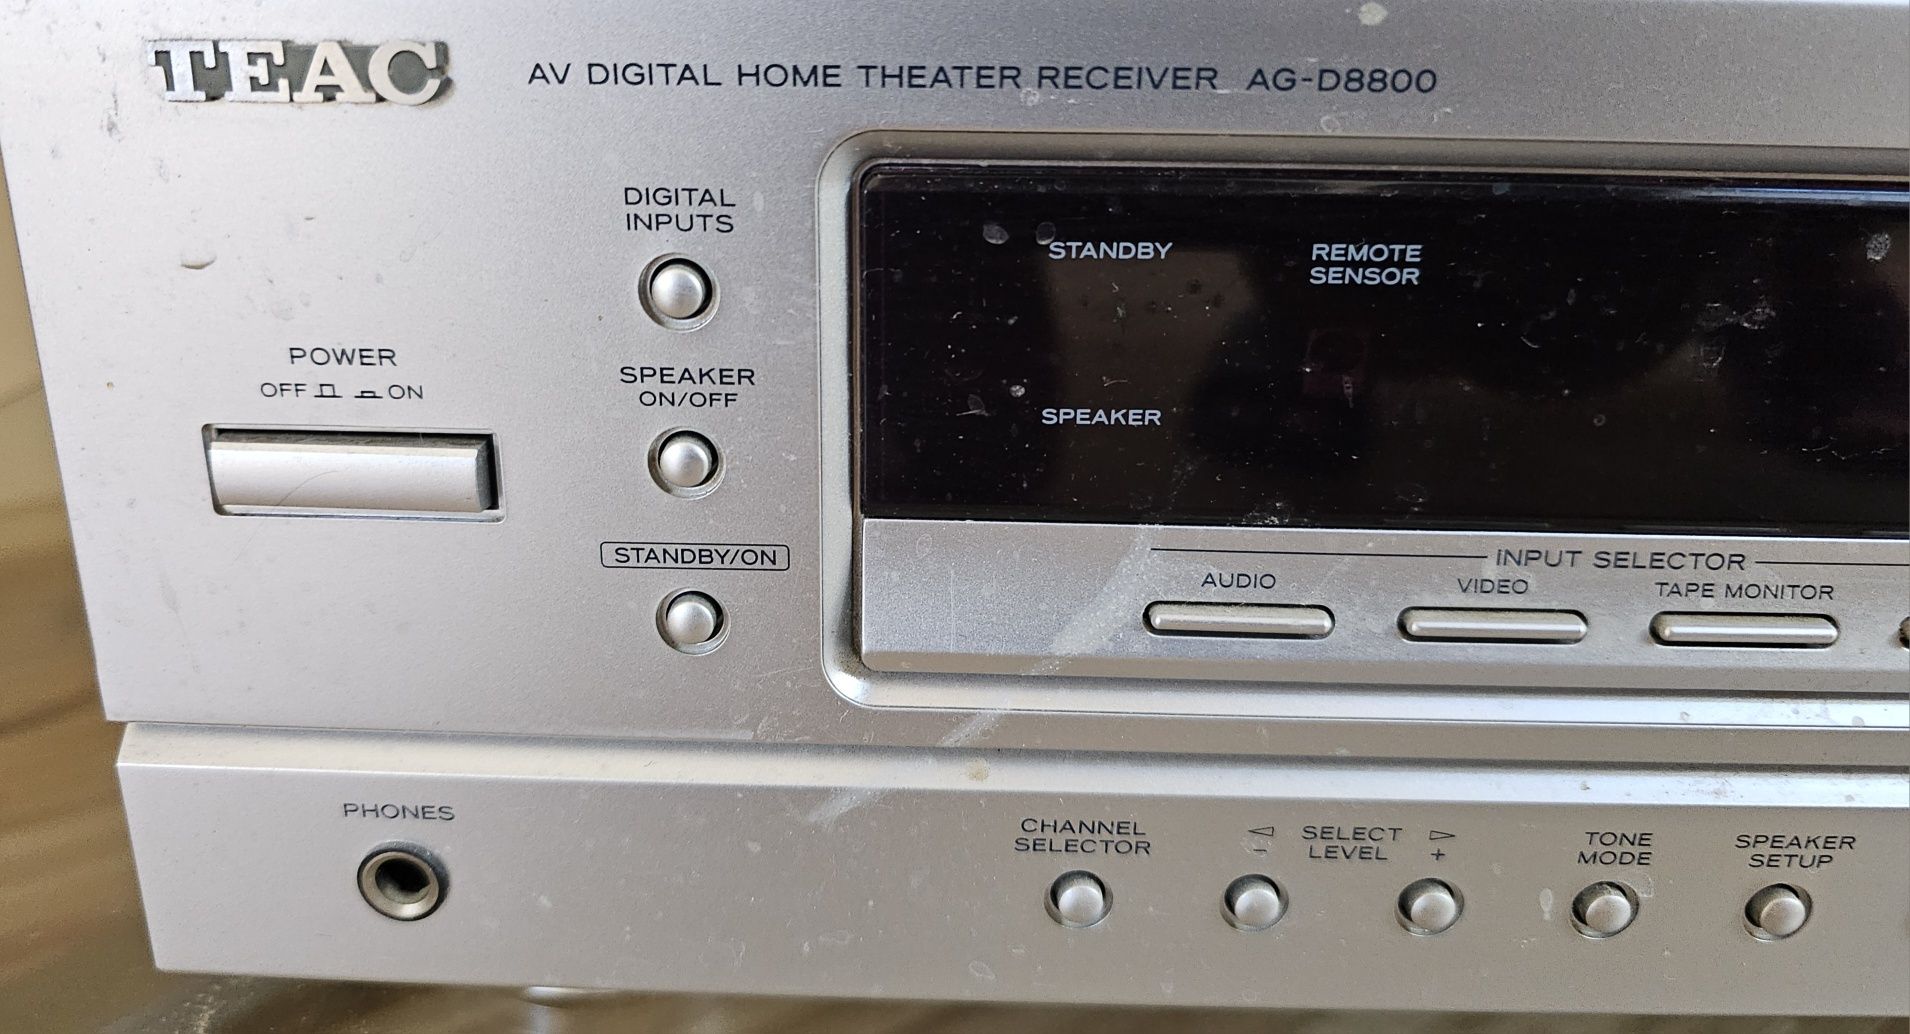 TEAC
AV DIGITAL HOME THEATER RECEIVER AG-D8800
DIGITAL
INPUTS
STANDBY
REMOTE
SENSOR
POWER
OFF ON
SPEAKER
ON/OFF
SPEAKER
STANDBY/ON
INPUT SELECTOR
AUDIO
VIDEO
TAPE MONITOR
PHONES
CHANNEL
SELECTOR
SELECT
- LEVEL +
TONE
MODE
SPEAKER
SETUP